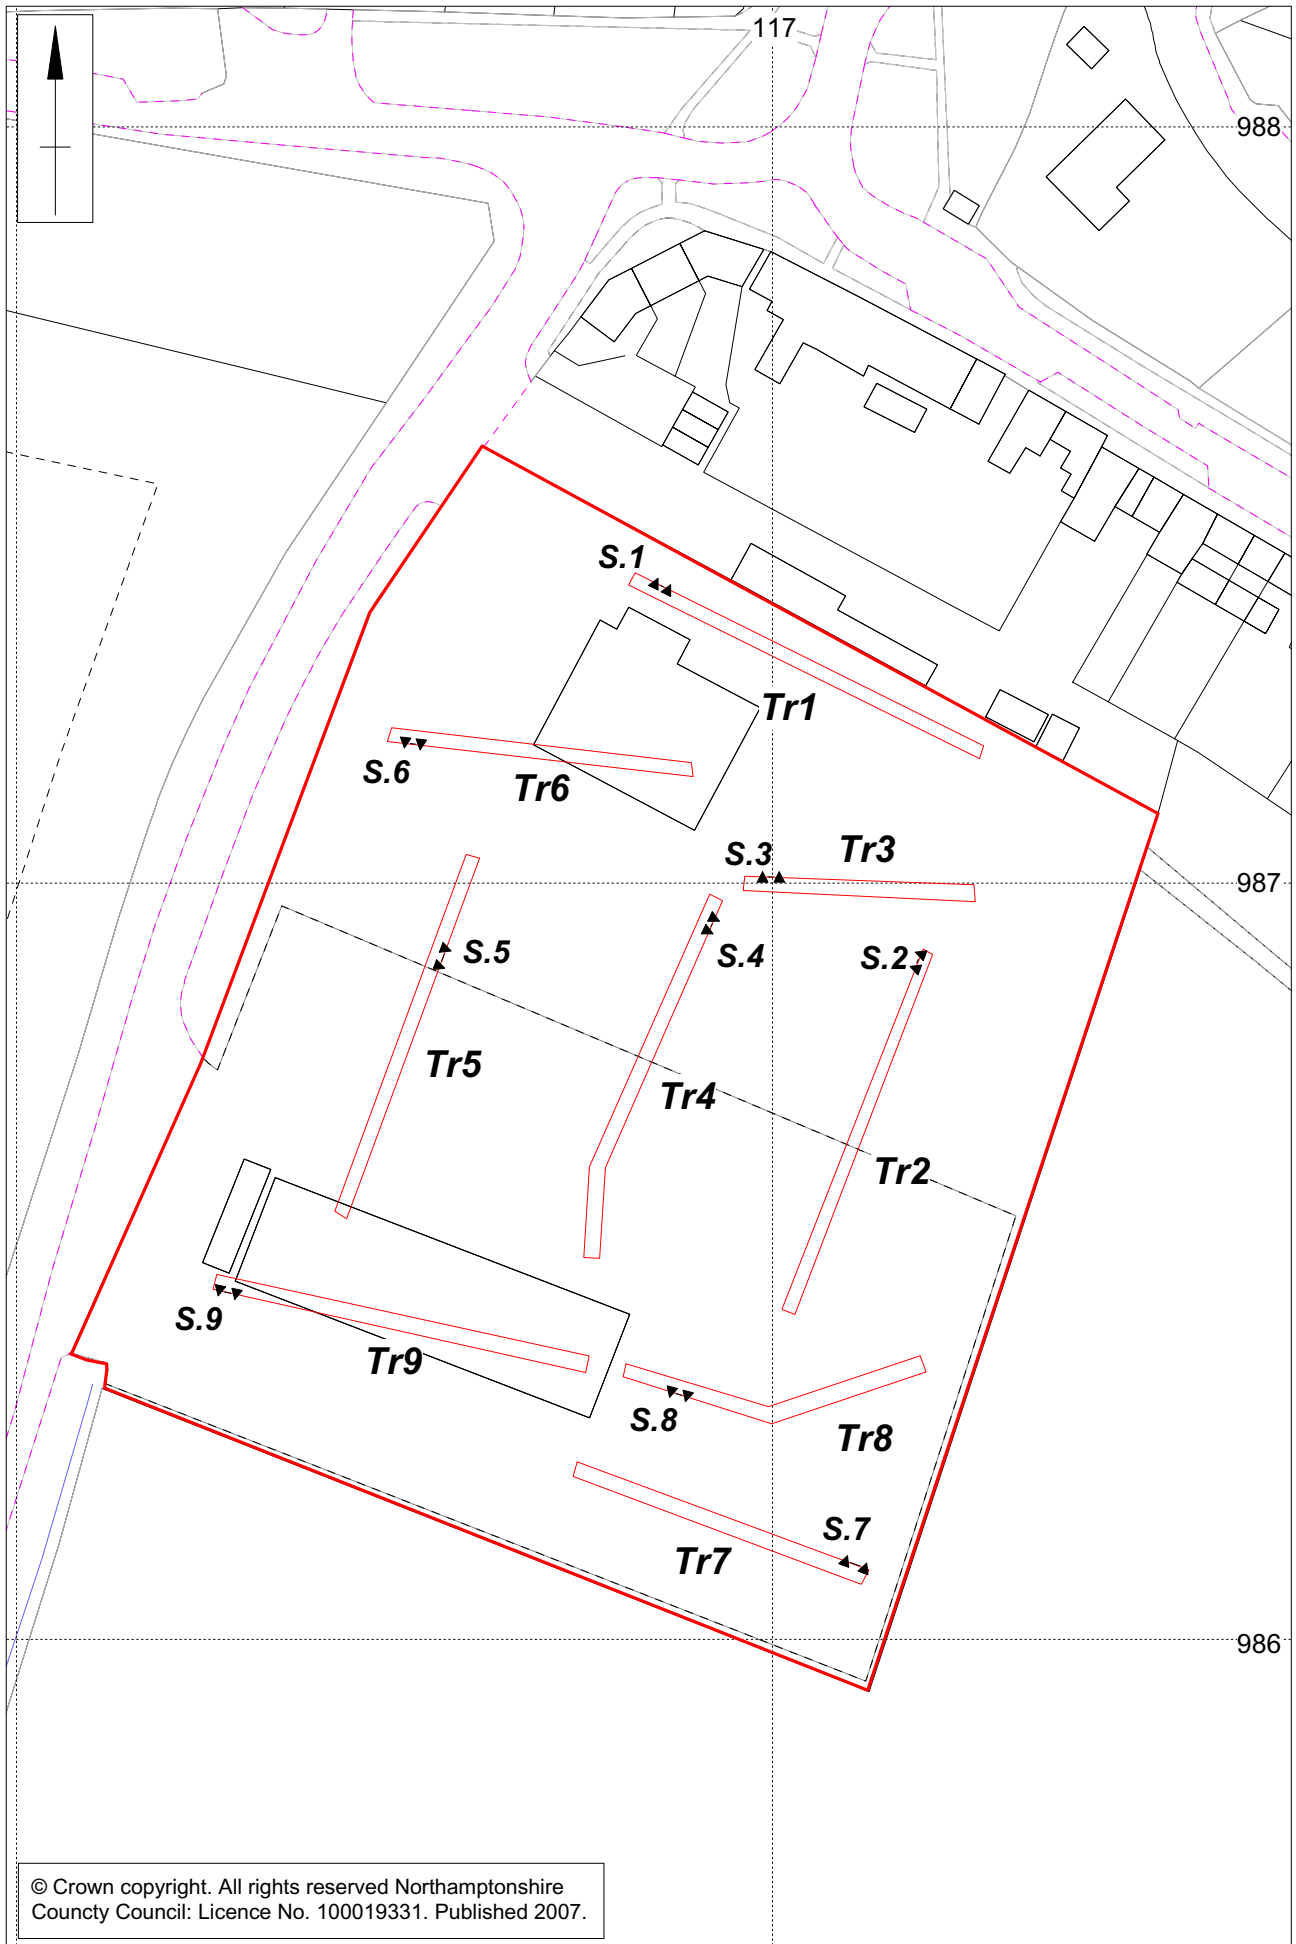 117
988
S.1
Tr1
S.6
Tr6
S.3
Tr3
987
S.5
S.4
S.2
Tr5
Tr4
Tr2
S.9
Tr9
S.8
Tr8
S.7
Tr7
986
© Crown copyright. All rights reserved Northamptonshire
Councty Council: Licence No. 100019331. Published 2007.